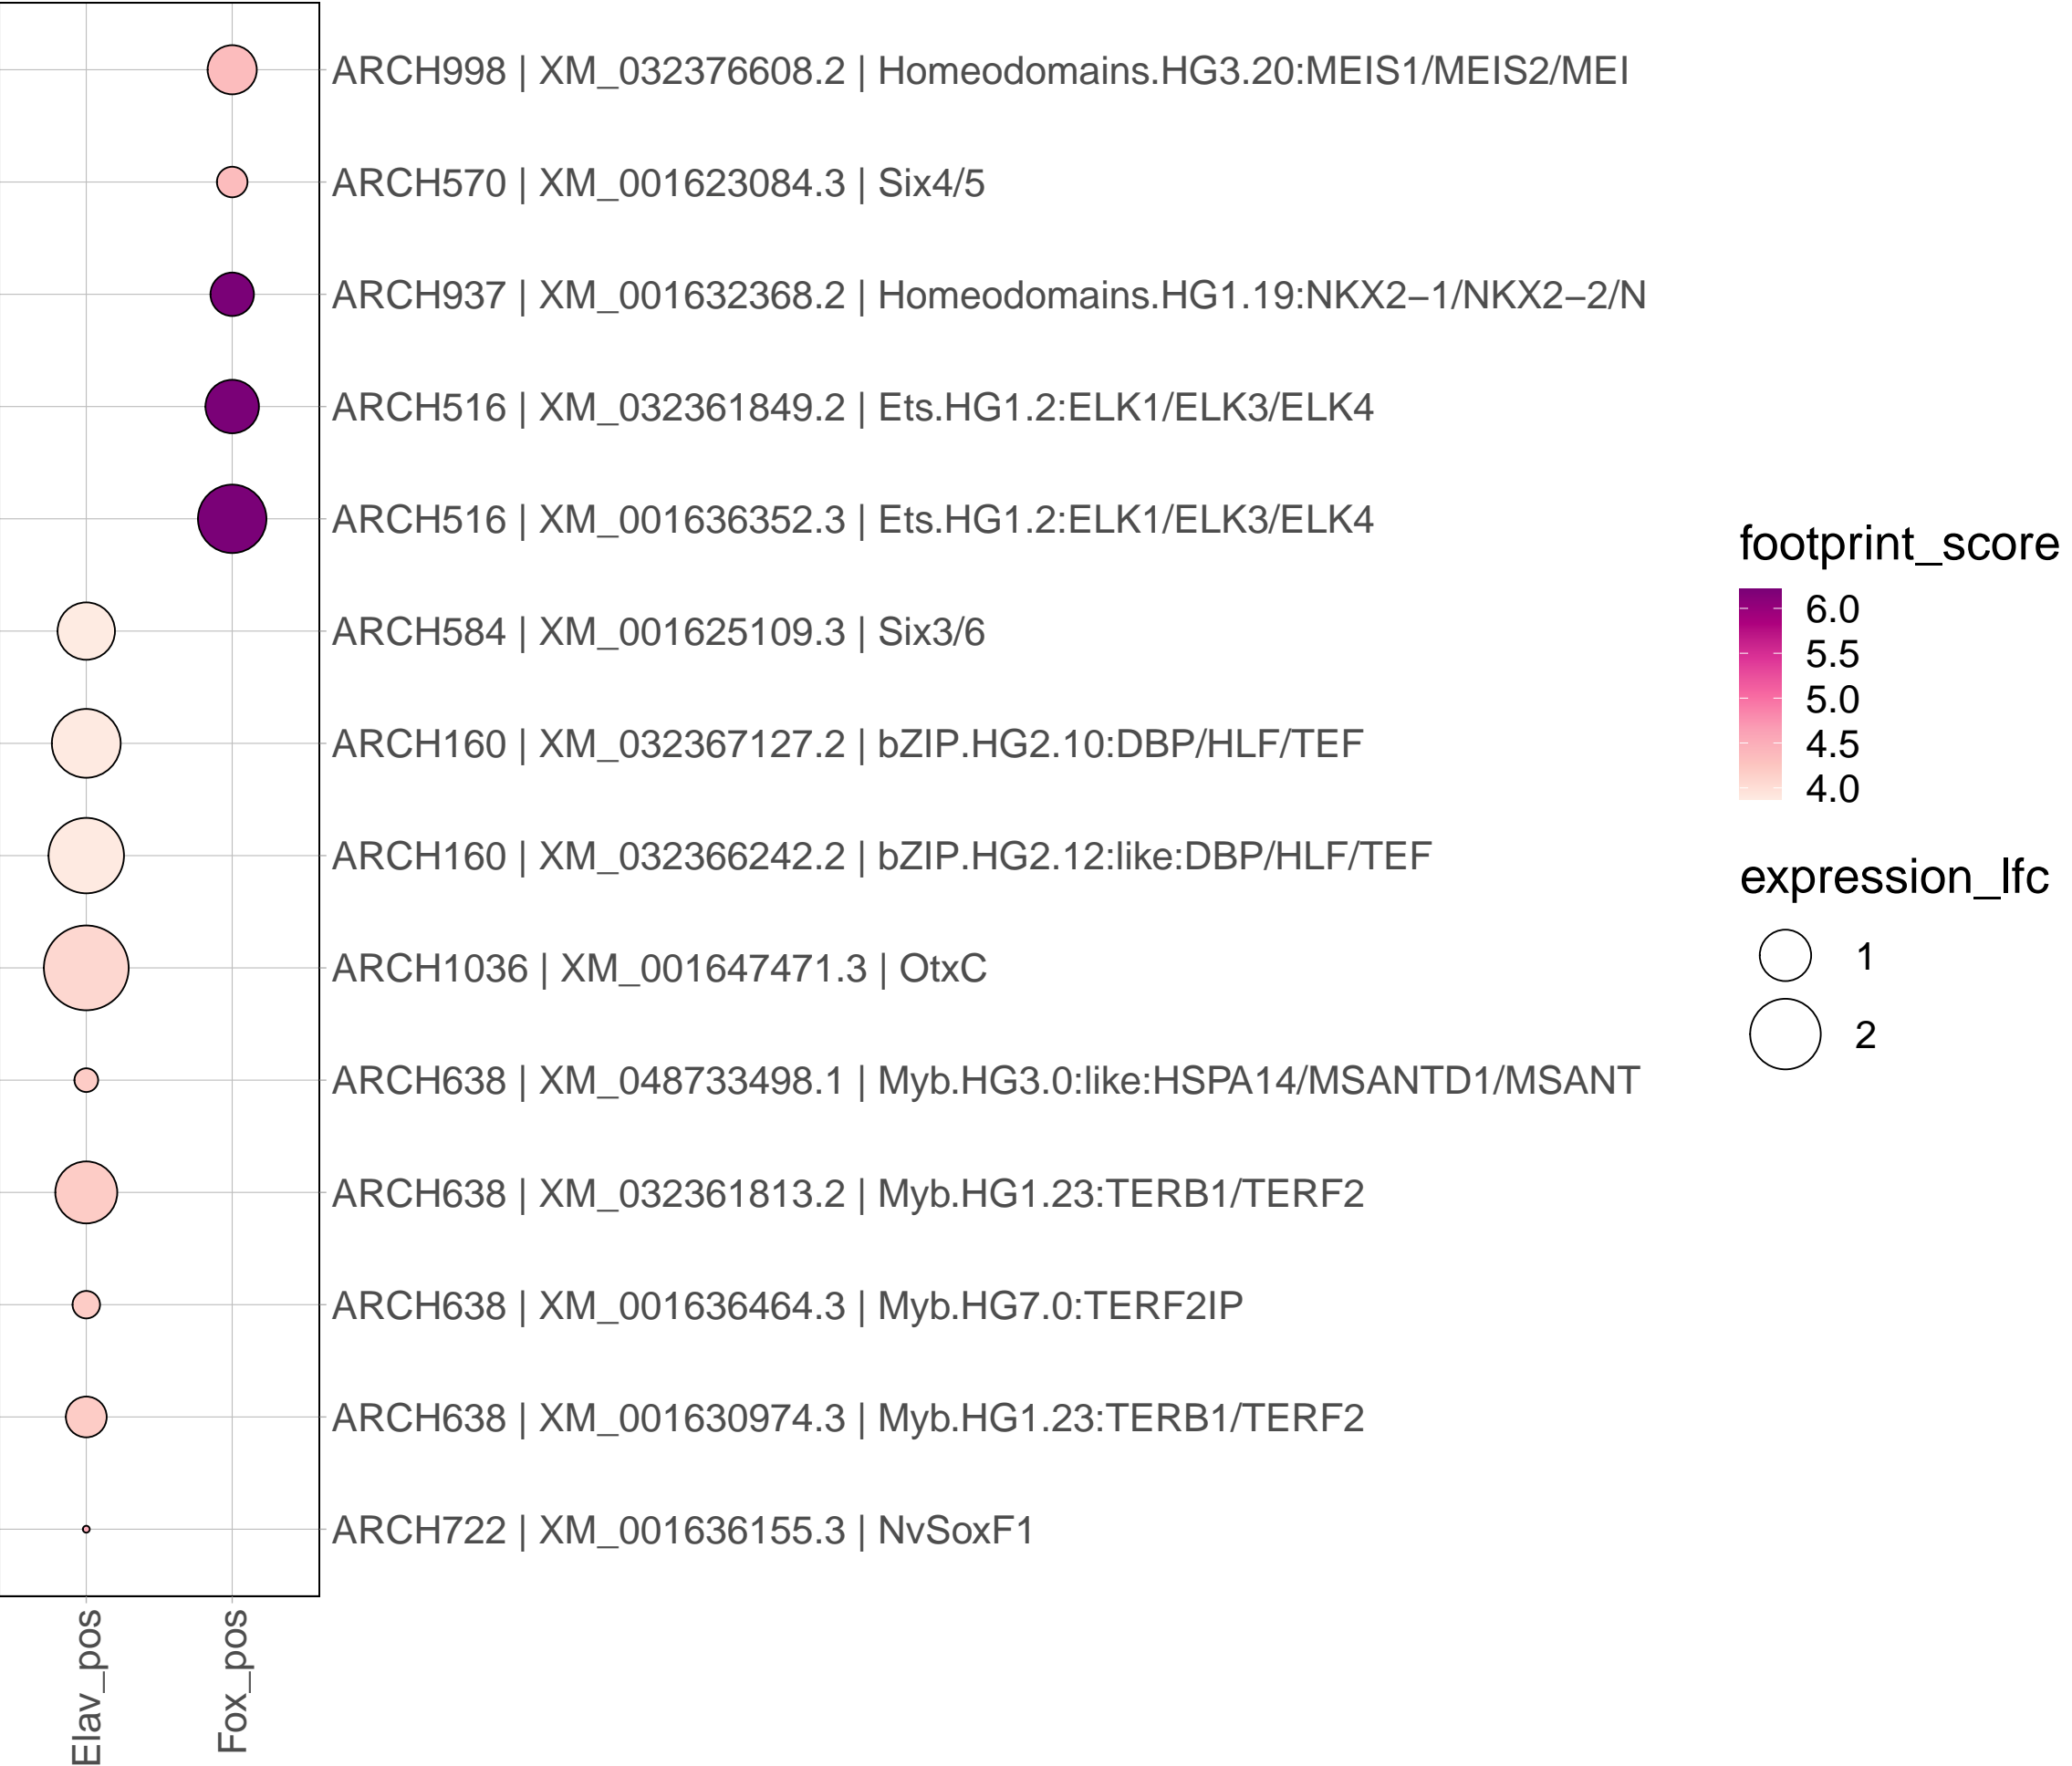 ARCH998 | XM_032376608.2 | Homeodomains.HG3.20:MEIS1/MEIS2/MEI
ARCH570 | XM_001623084.3 | Six4/5
ARCH937 | XM_001632368.2 | Homeodomains.HG1.19:NKX2−1/NKX2−2/N
ARCH516 | XM_032361849.2 | Ets.HG1.2:ELK1/ELK3/ELK4
ARCH516 | XM_001636352.3 | Ets.HG1.2:ELK1/ELK3/ELK4
ARCH584 | XM_001625109.3 | Six3/6
ARCH160 | XM_032367127.2 | bZIP.HG2.10:DBP/HLF/TEF
ARCH160 | XM_032366242.2 | bZIP.HG2.12:like:DBP/HLF/TEF
ARCH1036 | XM_001647471.3 | OtxC
ARCH638 | XM_048733498.1 | Myb.HG3.0:like:HSPA14/MSANTD1/MSANT
ARCH638 | XM_032361813.2 | Myb.HG1.23:TERB1/TERF2
ARCH638 | XM_001636464.3 | Myb.HG7.0:TERF2IP
ARCH638 | XM_001630974.3 | Myb.HG1.23:TERB1/TERF2
ARCH722 | XM_001636155.3 | NvSoxF1
Elav_pos
Fox_pos
footprint_score
6.0
5.5
5.0
4.5
4.0
expression_lfc
1
2